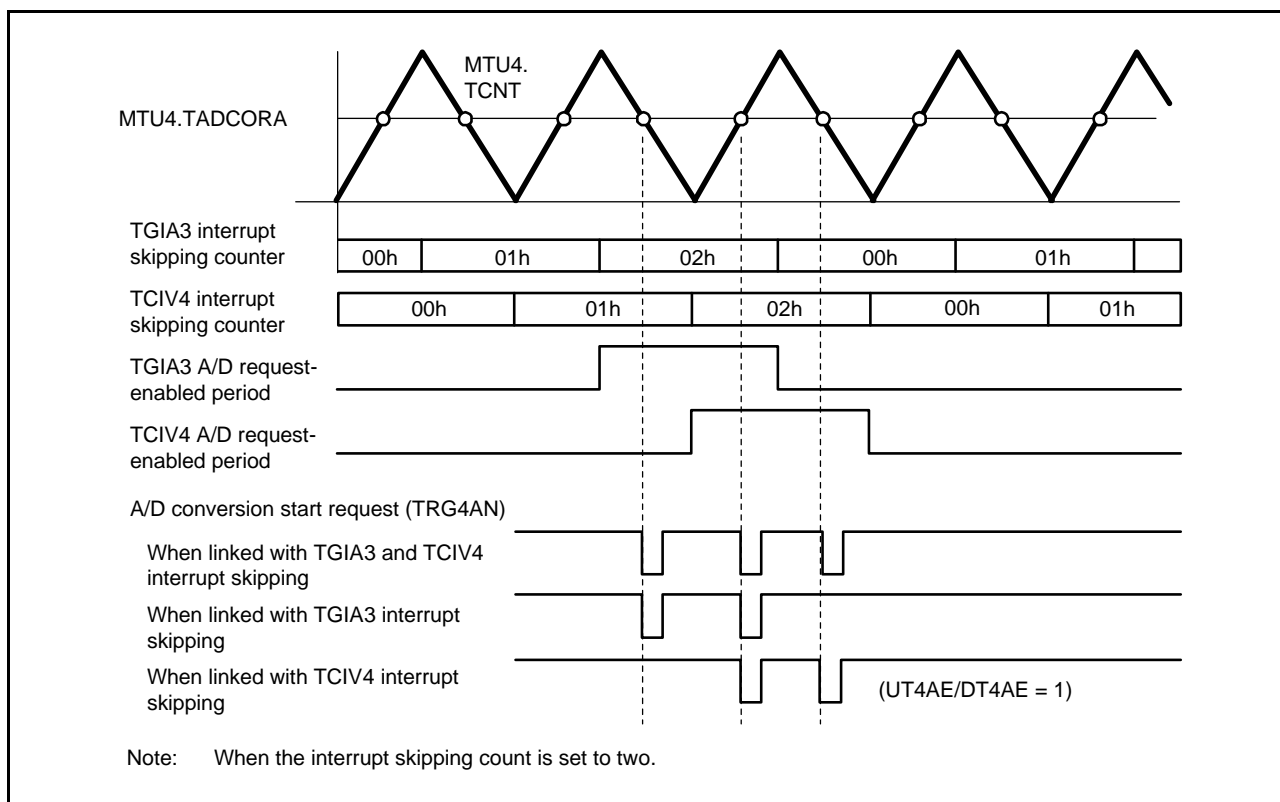 MTU4.
TCNT
MTU4.TADCORA
TGIA3 interrupt
skipping counter
00h 01h 02h 00h 01h
TCIV4 interrupt
skipping counter
00h 01h 02h 00h 01h
TGIA3 A/D request-
enabled period
TCIV4 A/D request-
enabled period
A/D conversion start request (TRG4AN)
When linked with TGIA3 and TCIV4
interrupt skipping
When linked with TGIA3 interrupt
skipping
When linked with TCIV4 interrupt
skipping
(UT4AE/DT4AE = 1)
Note: When the interrupt skipping count is set to two.